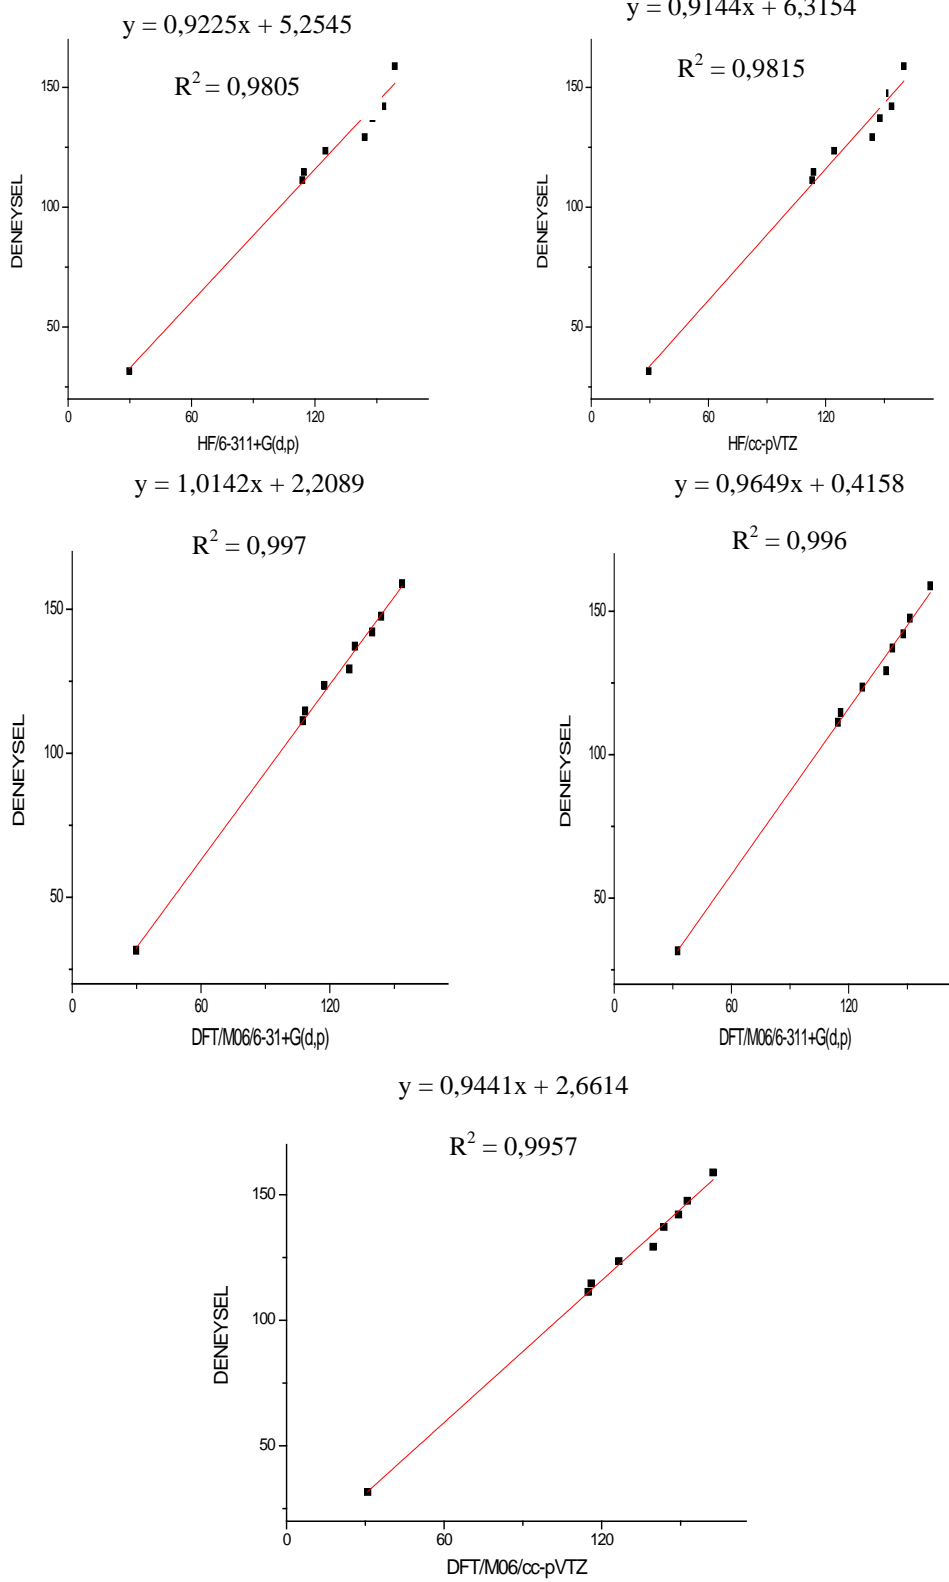 y = 0,9225x + 5,2545
R² = 0,9805
150
100
50
DENEYSEL
0 60 120
HF/6-311+G(d,p)
y = 0,9144x + 6,3154
R² = 0,9815
150
100
50
DENEYSEL
0 60 120
HF/cc-pVTZ
y = 1,0142x + 2,2089
R² = 0,997
150
100
50
DENEYSEL
0 60 120
DFT/M06/6-31+G(d,p)
y = 0,9649x + 0,4158
R² = 0,996
150
100
50
DENEYSEL
0 60 120
DFT/M06/6-311+G(d,p)
y = 0,9441x + 2,6614
R² = 0,9957
150
100
50
DENEYSEL
0 60 120
DFT/M06/cc-pVTZ